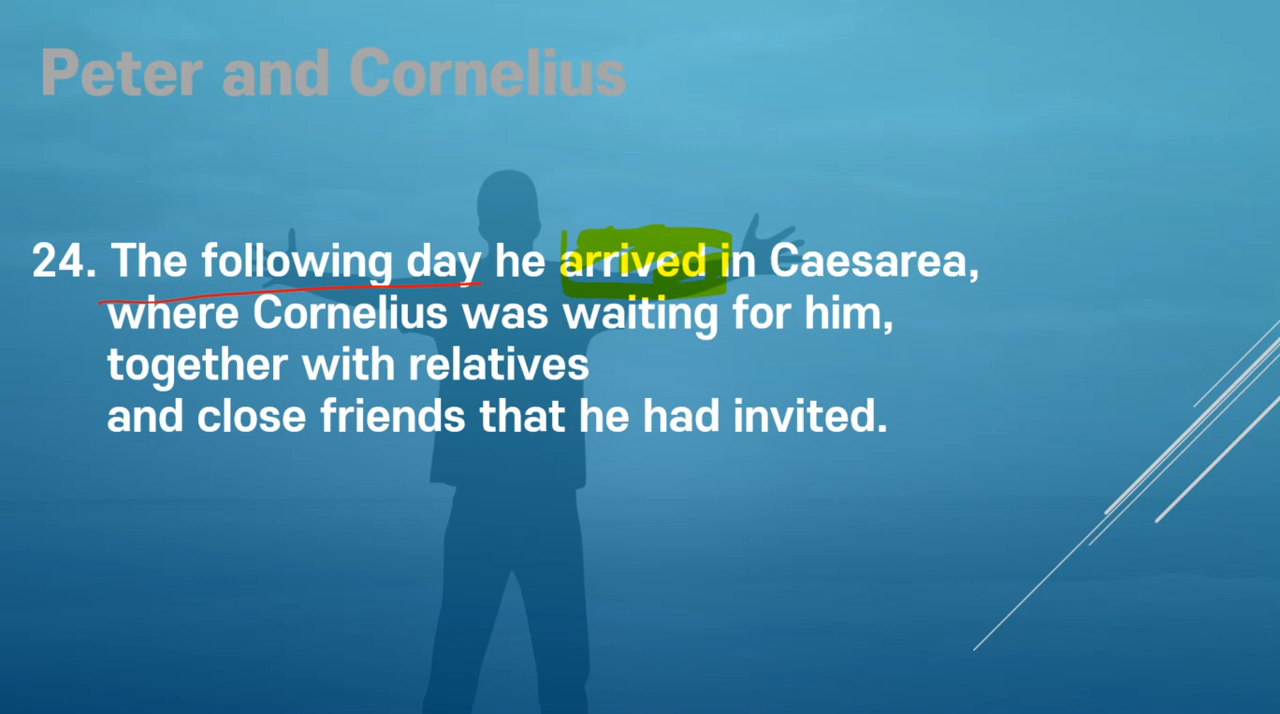 Peter and Cornelius
24. The following day he arrived in Caesarea,
where Cornelius was waiting for him,
together with relatives
and close friends that he had invited.